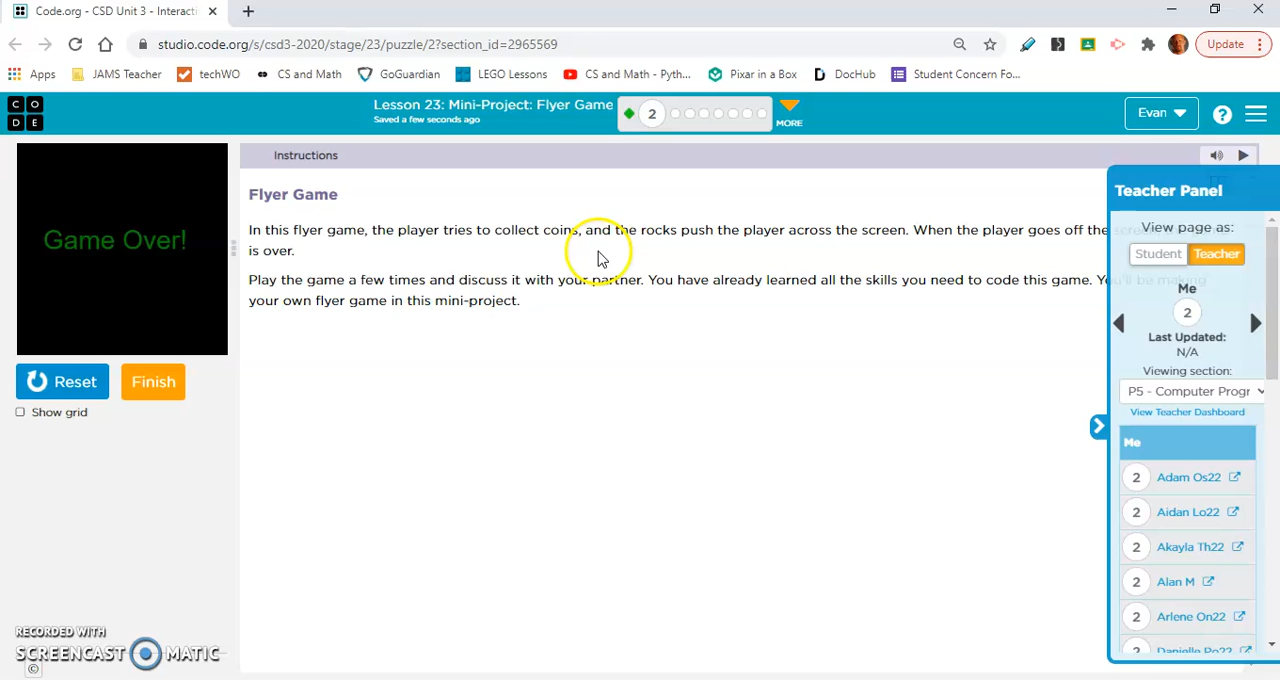 Code.org - CSD Unit 3 - Interacti
studio.code.org/s/csd3-2020/stage/23/puzzle/2?section_id=2965569
Update
Apps JAMS Teacher techWO CS and Math GoGuardian LEGO Lessons CS and Math - Pyth... Pixar in a Box DocHub Student Concern Fo...
C O
D E
Lesson 23: Mini-Project: Flyer Game
Saved a few seconds ago
2
MORE
Evan
?
Game Over!
Reset
Finish
Show grid
Instructions
Flyer Game
In this flyer game, the player tries to collect coins, and the rocks push the player across the screen. When the player goes off the
is over.
Play the game a few times and discuss it with your partner. You have already learned all the skills you need to code this game. You'll be making
your own flyer game in this mini-project.
Teacher Panel
View page as:
Student Teacher
Me
2
Last Updated:
N/A
Viewing section:
P5 - Computer Progr
View Teacher Dashboard
Me
2 Adam Os22
2 Aidan Lo22
2 Akayla Th22
2 Alan M
2 Arlene On22
2 Danielle Po22
RECORDED WITH
SCREENCAST MATIC
©